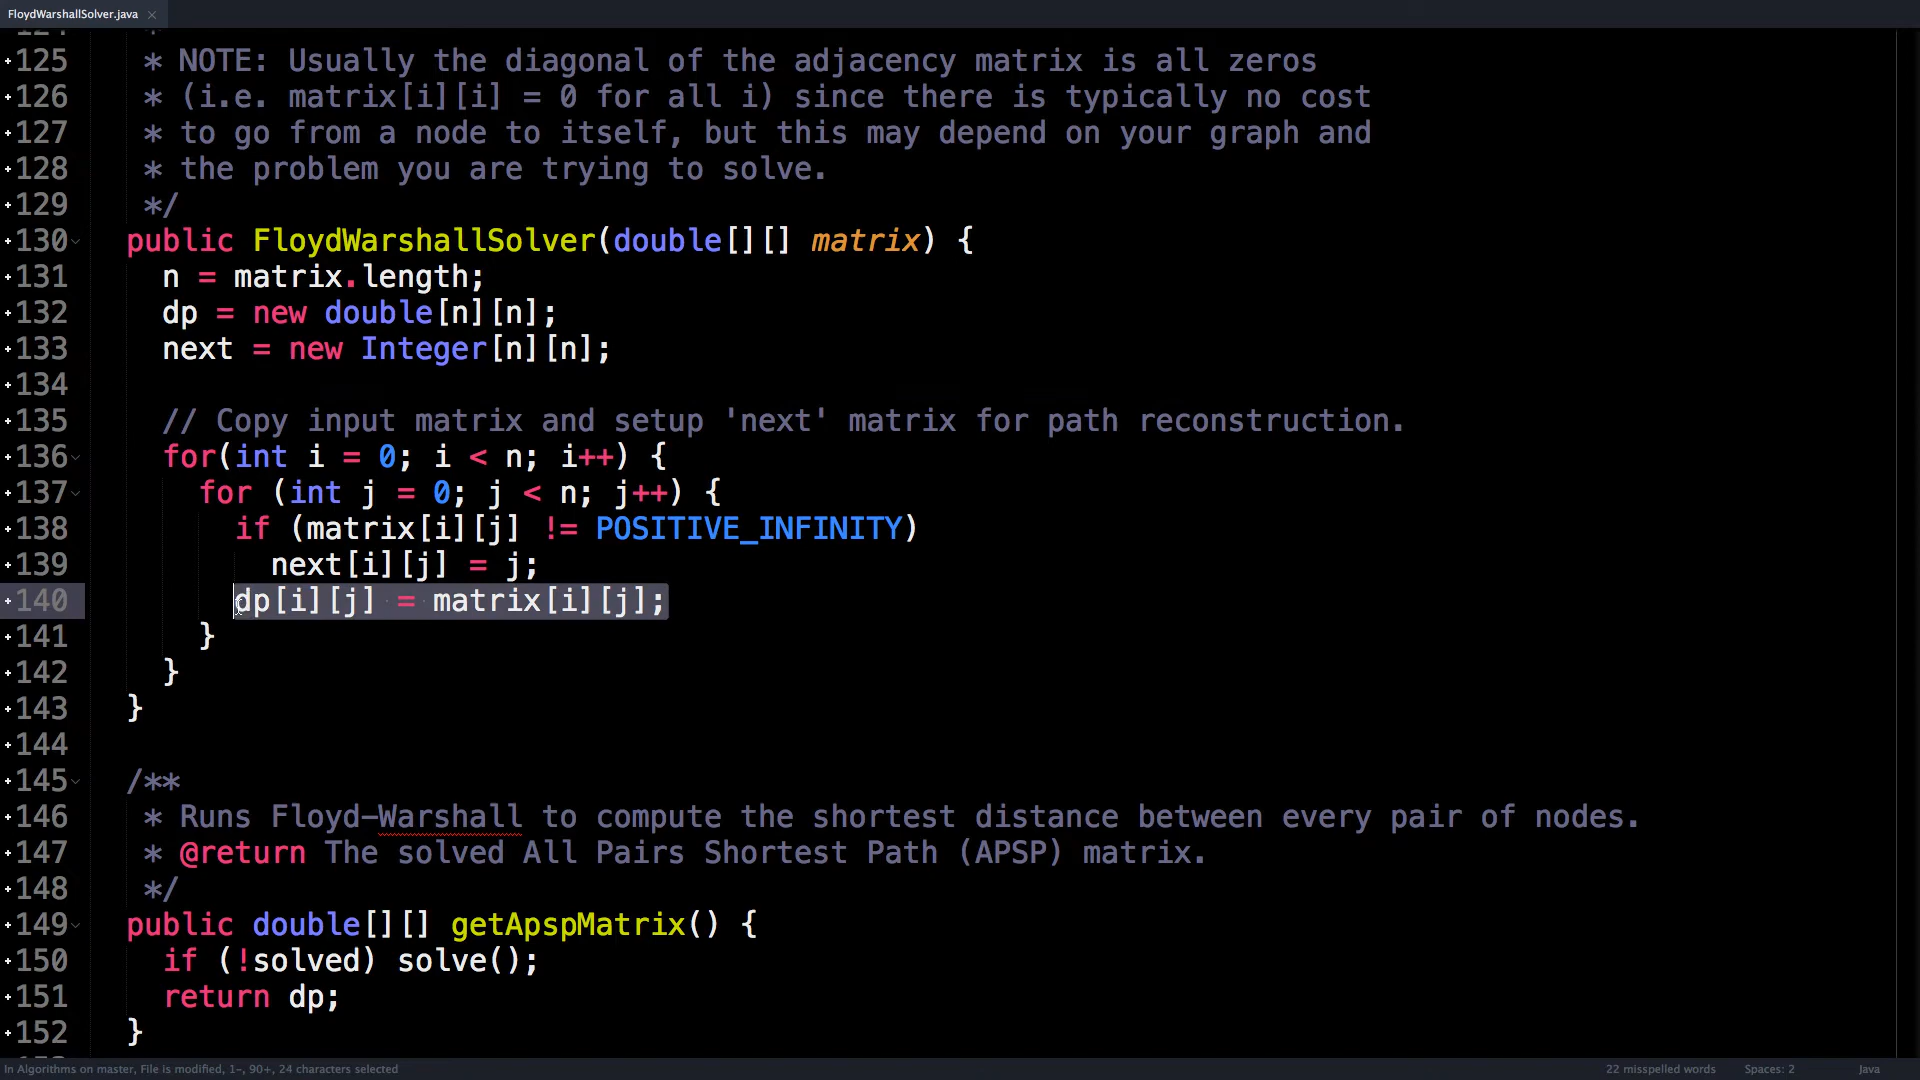 FloydWarshallSolver.java ×
124 *
125 * NOTE: Usually the diagonal of the adjacency matrix is all zeros
126 * (i.e. matrix[i][i] = 0 for all i) since there is typically no cost
127 * to go from a node to itself, but this may depend on your graph and
128 * the problem you are trying to solve.
129 */
130 public FloydWarshallSolver(double[][] matrix) {
131 n = matrix.length;
132 dp = new double[n][n];
133 next = new Integer[n][n];
134
135 // Copy input matrix and setup 'next' matrix for path reconstruction.
136 for(int i = 0; i < n; i++) {
137 for (int j = 0; j < n; j++) {
138 if (matrix[i][j] != POSITIVE_INFINITY)
139 next[i][j] = j;
140 dp[i][j] = matrix[i][j];
141 }
142 }
143 }
144
145 /**
146 * Runs Floyd-Warshall to compute the shortest distance between every pair of nodes.
147 * @return The solved All Pairs Shortest Path (APSP) matrix.
148 */
149 public double[][] getApspMatrix() {
150 if (!solved) solve();
151 return dp;
152 }
In Algorithms on master, File is modified, 1-, 90+, 24 characters selected
22 misspelled words Spaces: 2 Java